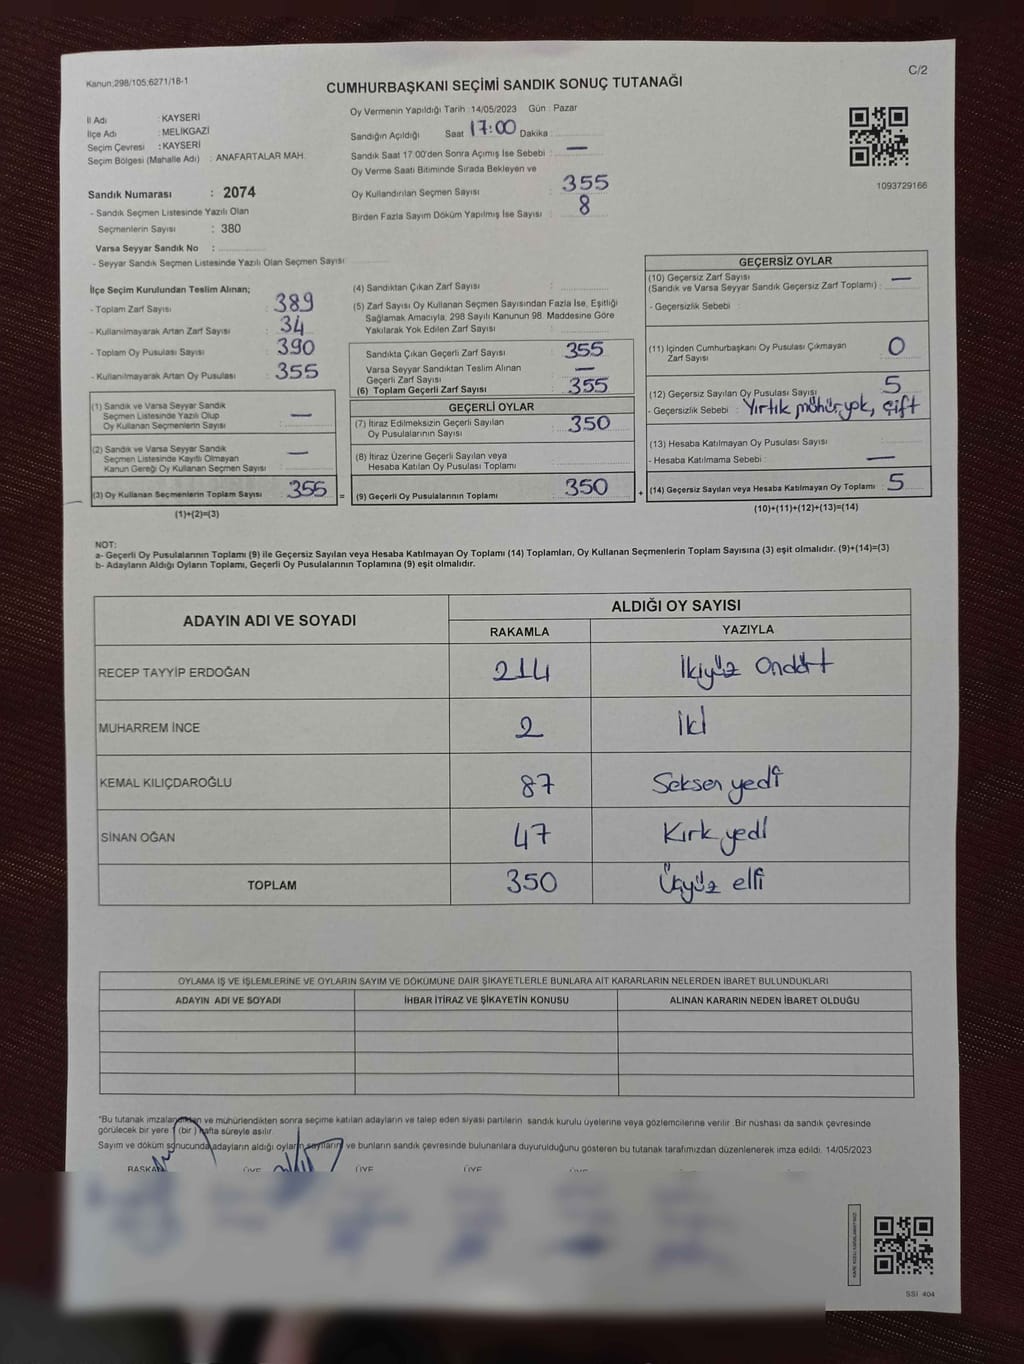 Kanun;298/105;6271/18-1
C/2
CUMHURBAŞKANI SEÇİMİ SANDIK SONUÇ TUTANAĞI
İl Adı : KAYSERİ
İlçe Adı : MELİKGAZİ
Seçim Çevresi : KAYSERİ
Seçim Bölgesi (Mahalle Adı) : ANAFARTALAR MAH.
Sandık Numarası : 2074
- Sandık Seçmen Listesinde Yazılı Olan
Seçmenlerin Sayısı : 380
Varsa Seyyar Sandık No :
- Seyyar Sandık Seçmen Listesinde Yazılı Olan Seçmen Sayısı:
Oy Vermenin Yapıldığı Tarih :14/05/2023 Gün : Pazar
Sandığın Açıldığı Saat 17:00 Dakika :
Sandık Saat 17:00'den Sonra Açımış İse Sebebi : —
Oy Verme Saati Bitiminde Sırada Bekleyen ve
Oy Kullandırılan Seçmen Sayısı : 355
Birden Fazla Sayım Döküm Yapılmış İse Sayısı : 8
1093729166
İlçe Seçim Kurulundan Teslim Alınan;
- Toplam Zarf Sayısı : 389
- Kullanılmayarak Artan Zarf Sayısı : 34
- Toplam Oy Pusulası Sayısı : 390
- Kullanılmayarak Artan Oy Pusulası : 355
(1) Sandık ve Varsa Seyyar Sandık
Seçmen Listesinde Yazılı Olup
Oy Kullanan Seçmenlerin Sayısı : —
(2) Sandık ve Varsa Seyyar Sandık
Seçmen Listesinde Kayıtlı Olmayan
Kanun Gereği Oy Kullanan Seçmen Sayısı : —
(3) Oy Kullanan Seçmenlerin Toplam Sayısı : 355 =
(1)+(2)=(3)
(4) Sandıktan Çıkan Zarf Sayısı :
(5) Zarf Sayısı Oy Kullanan Seçmen Sayısından Fazla İse, Eşitliği
Sağlamak Amacıyla, 298 Sayılı Kanunun 98. Maddesine Göre
Yakılarak Yok Edilen Zarf Sayısı :
Sandıkta Çıkan Geçerli Zarf Sayısı : 355
Varsa Seyyar Sandıktan Teslim Alınan
Geçerli Zarf Sayısı : —
(6) Toplam Geçerli Zarf Sayısı : 355
GEÇERLİ OYLAR
(7) İtiraz Edilmeksizin Geçerli Sayılan
Oy Pusulalarının Sayısı : 350
(8) İtiraz Üzerine Geçerli Sayılan veya
Hesaba Katılan Oy Pusulası Toplamı :
(9) Geçerli Oy Pusulalarının Toplamı : 350 +
GEÇERSİZ OYLAR
(10) Geçersiz Zarf Sayısı
(Sandık ve Varsa Seyyar Sandık Geçersiz Zarf Toplamı) : —
- Geçersizlik Sebebi :
(11) İçinden Cumhurbaşkanı Oy Pusulası Çıkmayan
Zarf Sayısı : 0
(12) Geçersiz Sayılan Oy Pusulası Sayısı : 5
- Geçersizlik Sebebi : Yırtık, mühür yok, çift
(13) Hesaba Katılmayan Oy Pusulası Sayısı :
- Hesaba Katılmama Sebebi : —
(14) Geçersiz Sayılan veya Hesaba Katılmayan Oy Toplamı : 5
(10)+(11)+(12)+(13)=(14)
NOT:
a- Geçerli Oy Pusulalarının Toplamı (9) ile Geçersiz Sayılan veya Hesaba Katılmayan Oy Toplamı (14) Toplamları, Oy Kullanan Seçmenlerin Toplam Sayısına (3) eşit olmalıdır. (9)+(14)=(3)
b- Adayların Aldığı Oyların Toplamı, Geçerli Oy Pusulalarının Toplamına (9) eşit olmalıdır.
ADAYIN ADI VE SOYADI
ALDIĞI OY SAYISI
RAKAMLA YAZIYLA
RECEP TAYYİP ERDOĞAN 214 İkiyüz Ondört
MUHARREM İNCE 2 İki
KEMAL KILIÇDAROĞLU 87 Seksen yedi
SİNAN OĞAN 47 Kırk yedi
TOPLAM 350 Üçyüz elli
OYLAMA İŞ VE İŞLEMLERİNE VE OYLARIN SAYIM VE DÖKÜMÜNE DAİR ŞİKAYETLERLE BUNLARA AİT KARARLARIN NELERDEN İBARET BULUNDUKLARI
ADAYIN ADI VE SOYADI İHBAR İTİRAZ VE ŞİKAYETİN KONUSU ALINAN KARARIN NEDEN İBARET OLDUĞU
*Bu tutanak imzalandıktan ve mühürlendikten sonra seçime katılan adayların ve talep eden siyasi partilerin sandık kurulu üyelerine veya gözlemcilerine verilir. Bir nüshası da sandık çevresinde
görülecek bir yere 1 (bir) hafta süreyle asılır.
Sayım ve döküm sonucunda adayların aldığı oyların sayılarını ve bunların sandık çevresinde bulunanlara duyurulduğunu gösteren bu tutanak tarafımızdan düzenlenerek imza edildi. 14/05/2023
BAŞKAN ÜYE ÜYE ÜYE
SSİ 404